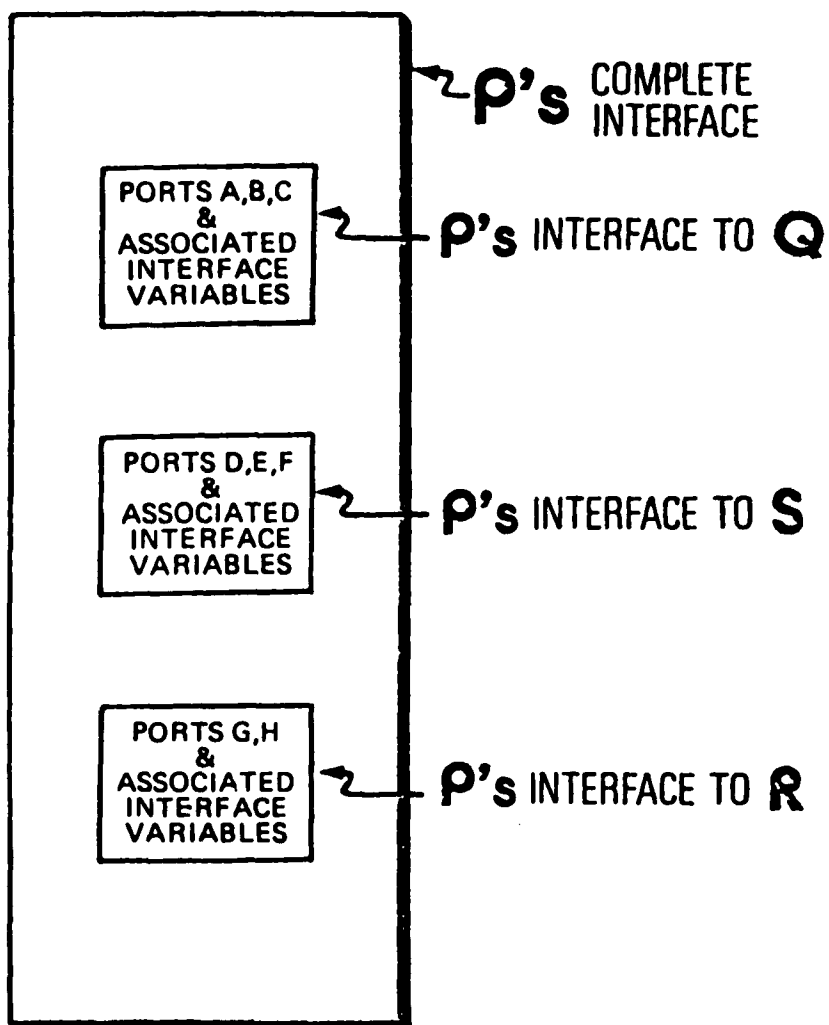 P's COMPLETE
INTERFACE
PORTS A,B,C
&
ASSOCIATED
INTERFACE
VARIABLES
P's INTERFACE TO Q
PORTS D,E,F
&
ASSOCIATED
INTERFACE
VARIABLES
P's INTERFACE TO S
PORTS G,H
&
ASSOCIATED
INTERFACE
VARIABLES
P's INTERFACE TO R